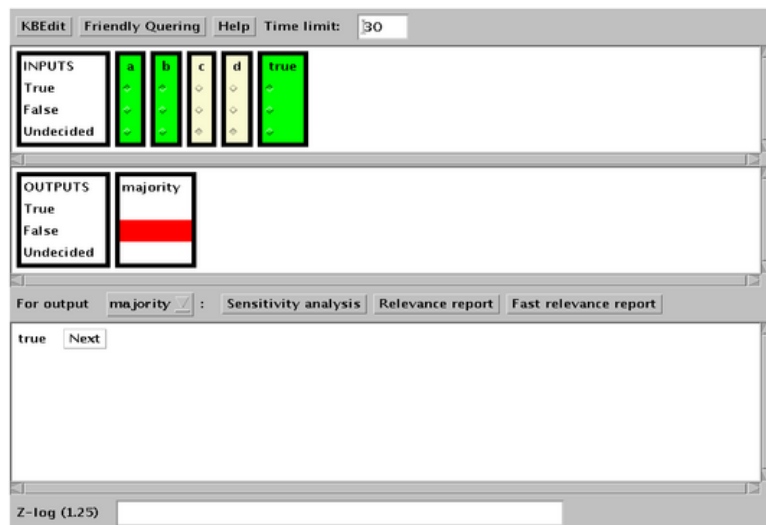 KBEdit Friendly Quering Help Time limit: 30
INPUTS a b c d true
True
False
Undecided
OUTPUTS majority
True
False
Undecided
For output majority : Sensitivity analysis Relevance report Fast relevance report
true Next
Z-log (1.25)